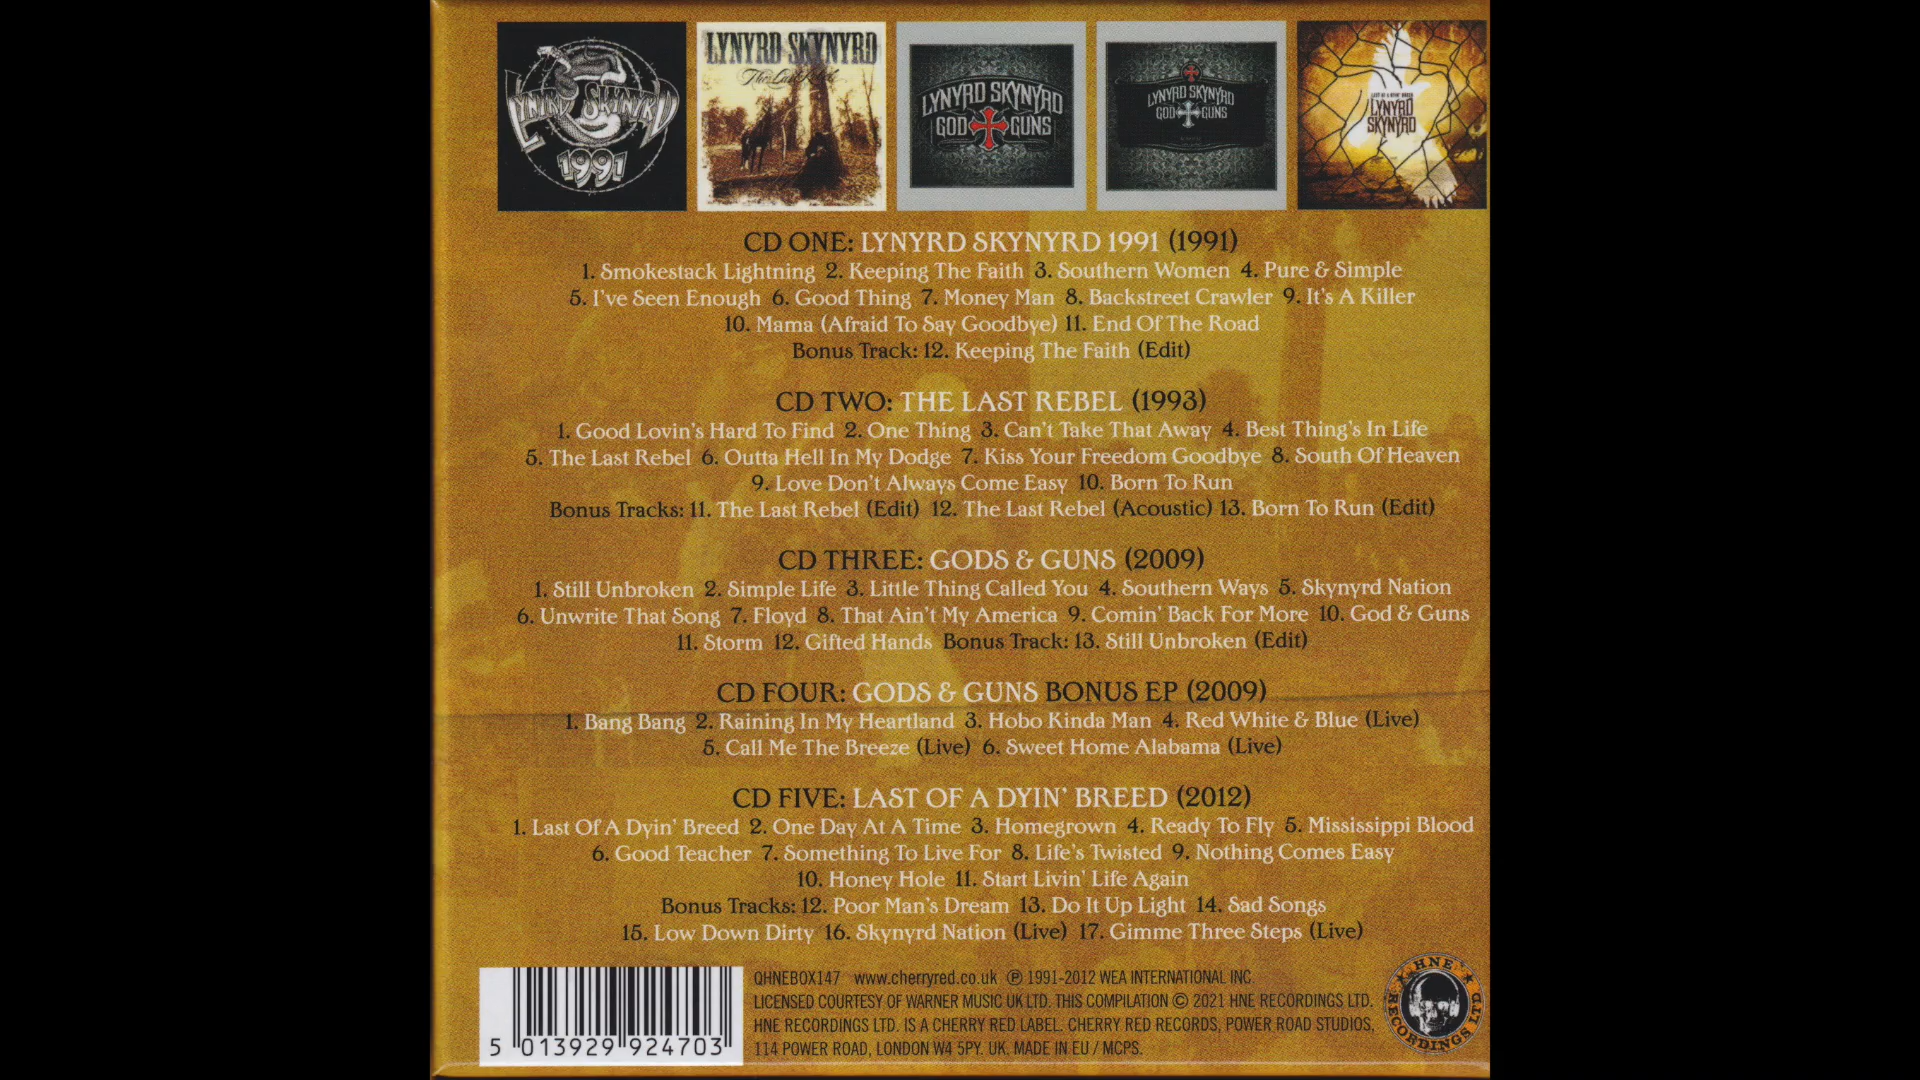 LYNYRD SKYNYRD
1991
LYNYRD SKYNYRD
The Last Rebel
LYNYRD SKYNYRD
GOD GUNS
LYNYRD SKYNYRD
GOD GUNS
LAST OF A DYIN' BREED
LYNYRD
SKYNYRD
CD ONE: LYNYRD SKYNYRD 1991 (1991)
1. Smokestack Lightning 2. Keeping The Faith 3. Southern Women 4. Pure & Simple
5. I've Seen Enough 6. Good Thing 7. Money Man 8. Backstreet Crawler 9. It's A Killer
10. Mama (Afraid To Say Goodbye) 11. End Of The Road
Bonus Track: 12. Keeping The Faith (Edit)
CD TWO: THE LAST REBEL (1993)
1. Good Lovin's Hard To Find 2. One Thing 3. Can't Take That Away 4. Best Thing's In Life
5. The Last Rebel 6. Outta Hell In My Dodge 7. Kiss Your Freedom Goodbye 8. South Of Heaven
9. Love Don't Always Come Easy 10. Born To Run
Bonus Tracks: 11. The Last Rebel (Edit) 12. The Last Rebel (Acoustic) 13. Born To Run (Edit)
CD THREE: GODS & GUNS (2009)
1. Still Unbroken 2. Simple Life 3. Little Thing Called You 4. Southern Ways 5. Skynyrd Nation
6. Unwrite That Song 7. Floyd 8. That Ain't My America 9. Comin' Back For More 10. God & Guns
11. Storm 12. Gifted Hands Bonus Track: 13. Still Unbroken (Edit)
CD FOUR: GODS & GUNS BONUS EP (2009)
1. Bang Bang 2. Raining In My Heartland 3. Hobo Kinda Man 4. Red White & Blue (Live)
5. Call Me The Breeze (Live) 6. Sweet Home Alabama (Live)
CD FIVE: LAST OF A DYIN' BREED (2012)
1. Last Of A Dyin' Breed 2. One Day At A Time 3. Homegrown 4. Ready To Fly 5. Mississippi Blood
6. Good Teacher 7. Something To Live For 8. Life's Twisted 9. Nothing Comes Easy
10. Honey Hole 11. Start Livin' Life Again
Bonus Tracks: 12. Poor Man's Dream 13. Do It Up Light 14. Sad Songs
15. Low Down Dirty 16. Skynyrd Nation (Live) 17. Gimme Three Steps (Live)
QHNEBOX147 www.cherryred.co.uk ℗ 1991-2012 WEA INTERNATIONAL INC.
LICENSED COURTESY OF WARNER MUSIC UK LTD. THIS COMPILATION © 2021 HNE RECORDINGS LTD.
HNE RECORDINGS LTD. IS A CHERRY RED LABEL. CHERRY RED RECORDS, POWER ROAD STUDIOS,
114 POWER ROAD, LONDON W4 5PY. UK. MADE IN EU / MCPS.
5 013929 924703
HNE RECORDINGS LTD